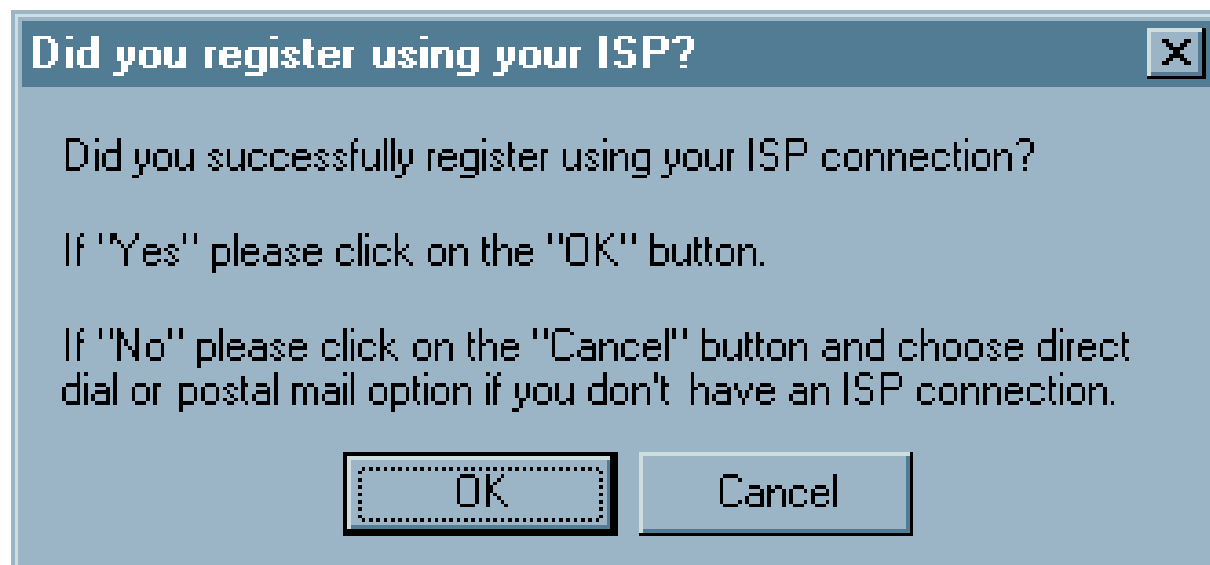 Did you register using your ISP?
Did you successfully register using your ISP connection?
If "Yes" please click on the "OK" button.
If "No" please click on the "Cancel" button and choose direct
dial or postal mail option if you don't have an ISP connection.
OK Cancel